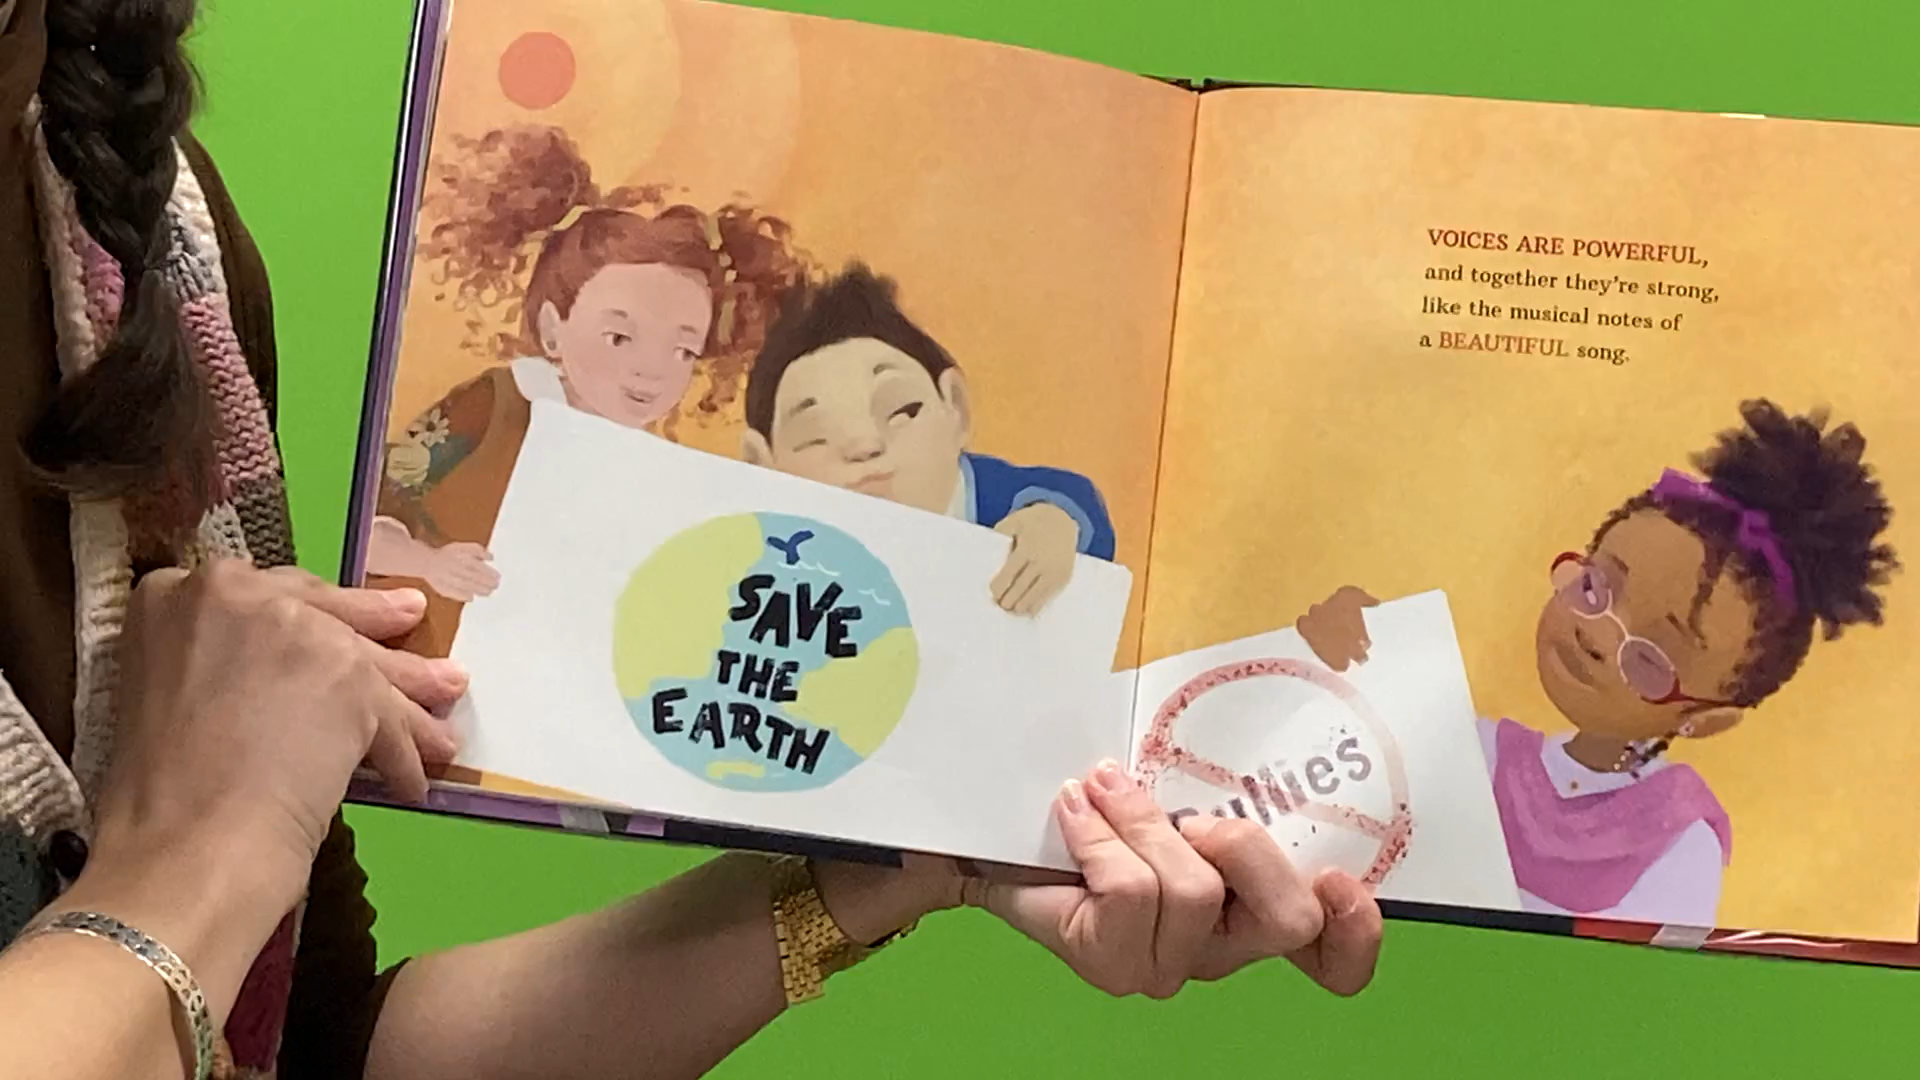 SAVE
THE
EARTH
VOICES ARE POWERFUL,
and together they're strong,
like the musical notes of
a BEAUTIFUL song.
Bullies